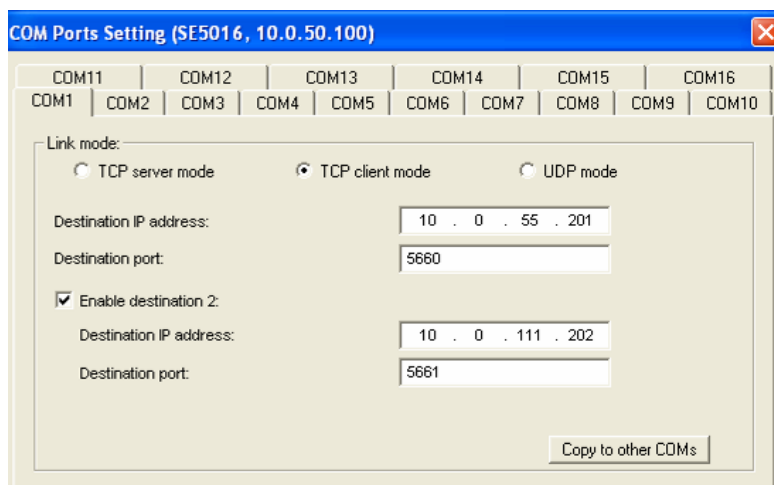 COM Ports Setting (SE5016, 10.0.50.100)
COM11 COM12 COM13 COM14 COM15 COM16
COM1 COM2 COM3 COM4 COM5 COM6 COM7 COM8 COM9 COM10
Link mode:
TCP server mode TCP client mode UDP mode
Destination IP address: 10 . 0 . 55 . 201
Destination port: 5660
Enable destination 2:
Destination IP address: 10 . 0 . 111 . 202
Destination port: 5661
Copy to other COMs